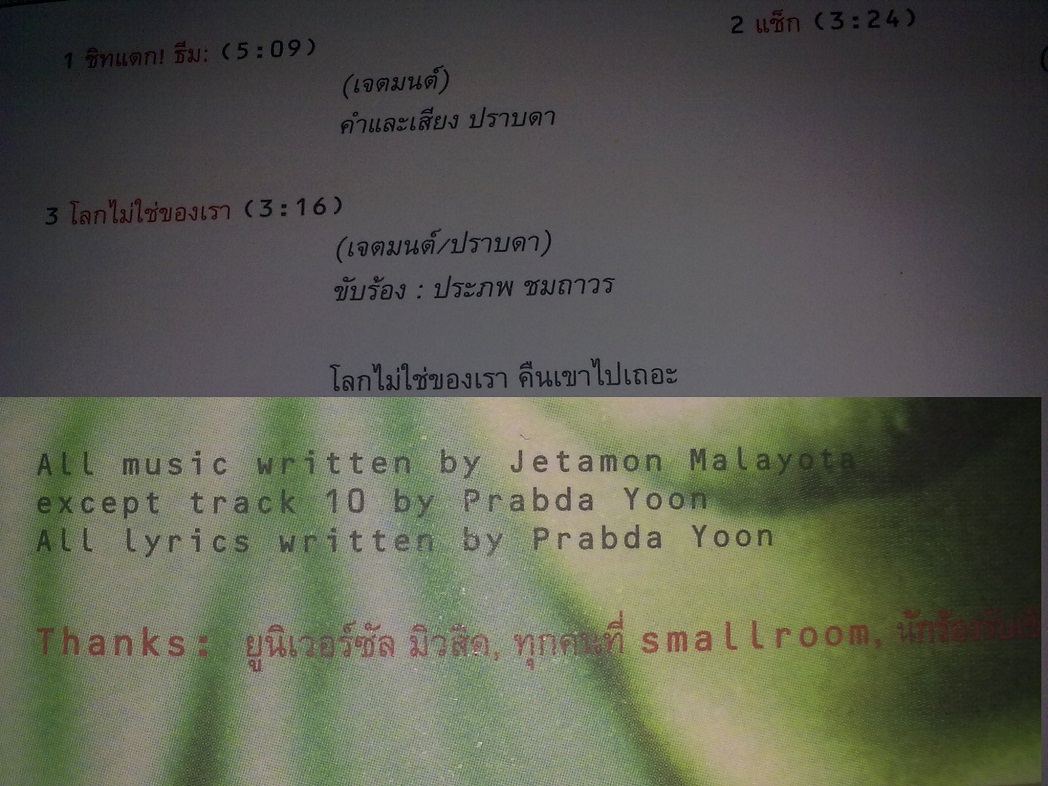 1 ชิทแดก! ธีม: (5:09)
2 แช็ก (3:24)
(เจตมนต์)
คำและเสียง ปราบดา
3 โลกไม่ใช่ของเรา (3:16)
(เจตมนต์/ปราบดา)
ขับร้อง : ประภพ ชมถาวร
โลกไม่ใช่ของเรา คืนเขาไปเถอะ
All music written by Jetamon Malayota
except track 10 by Prabda Yoon
All lyrics written by Prabda Yoon
Thanks: ยูนิเวอร์ซัล มิวสิค, ทุกคนที่ smallroom,